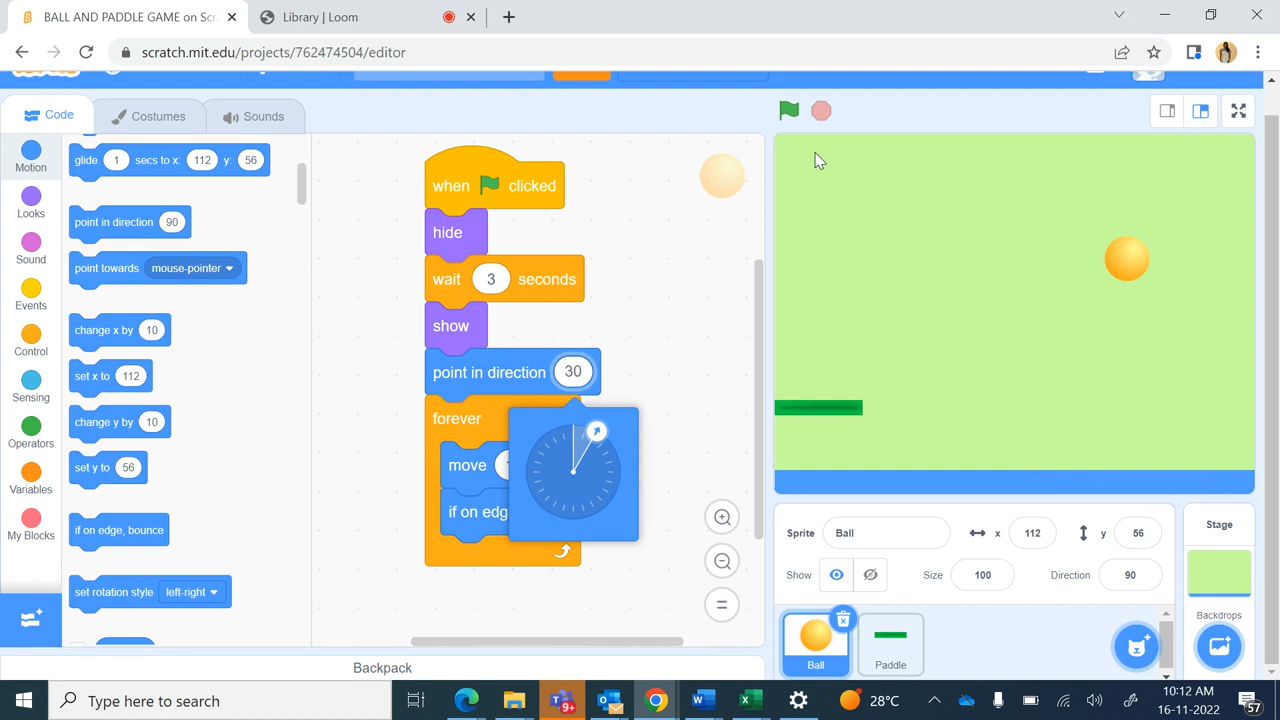 BALL AND PADDLE GAME on Scra
Library | Loom
scratch.mit.edu/projects/762474504/editor
Code
Costumes
Sounds
Motion
Looks
Sound
Events
Control
Sensing
Operators
Variables
My Blocks
glide 1 secs to x: 112 y: 56
point in direction 90
point towards mouse-pointer
change x by 10
set x to 112
change y by 10
set y to 56
if on edge, bounce
set rotation style left-right
when clicked
hide
wait 3 seconds
show
point in direction 30
forever
move
if on edg
Sprite Ball x 112 y 56
Show Size 100 Direction 90
Ball
Paddle
Stage
Backdrops
Backpack
Type here to search
9+
28°C
10:12 AM
16-11-2022
57